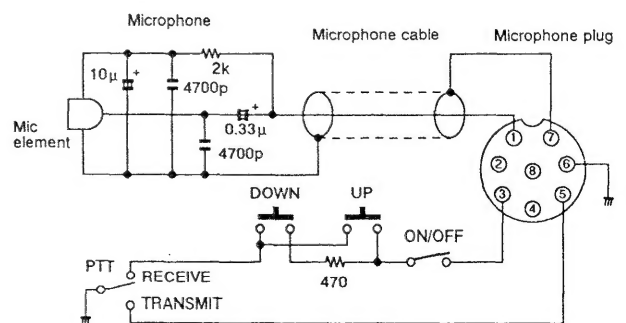 Microphone
Microphone cable
Microphone plug
10μ
+
4700p
2k
+
0.33μ
4700p
Mic
element
1
7
2
8
6
3
4
5
DOWN
UP
ON/OFF
470
PTT
RECEIVE
TRANSMIT